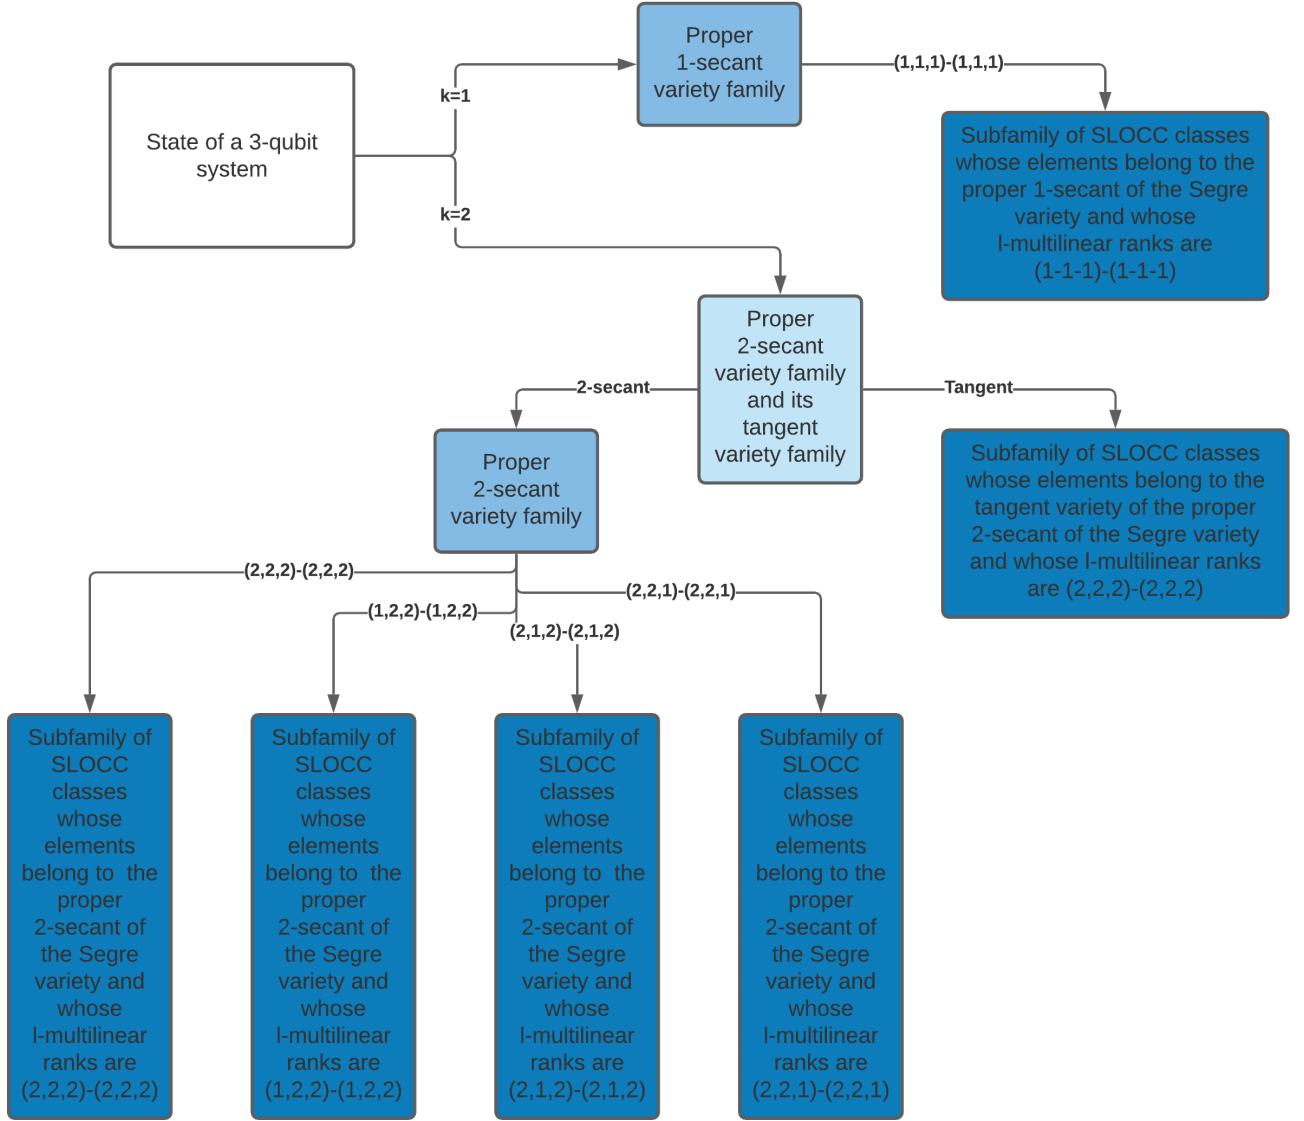 Proper
1-secant
variety family
(1,1,1)-(1,1,1)
k=1
State of a 3-qubit
system
Subfamily of SLOCC classes
whose elements belong to the
proper 1-secant of the Segre
variety and whose
l-multilinear ranks are
(1-1-1)-(1-1-1)
k=2
Proper
2-secant
variety family
and its
tangent
variety family
2-secant
Tangent
Proper
2-secant
variety family
Subfamily of SLOCC classes
whose elements belong to the
tangent variety of the proper
2-secant of the Segre variety
and whose l-multilinear ranks
are (2,2,2)-(2,2,2)
(2,2,2)-(2,2,2)
(1,2,2)-(1,2,2)
(2,1,2)-(2,1,2)
(2,2,1)-(2,2,1)
Subfamily of
SLOCC
classes
whose
elements
belong to  the
proper
2-secant of
the Segre
variety and
whose
l-multilinear
ranks are
(2,2,2)-(2,2,2)
Subfamily of
SLOCC
classes
whose
elements
belong to  the
proper
2-secant of
the Segre
variety and
whose
l-multilinear
ranks are
(1,2,2)-(1,2,2)
Subfamily of
SLOCC
classes
whose
elements
belong to  the
proper
2-secant of
the Segre
variety and
whose
l-multilinear
ranks are
(2,1,2)-(2,1,2)
Subfamily of
SLOCC
classes
whose
elements
belong to the
proper
2-secant of
the Segre
variety and
whose
l-multilinear
ranks are
(2,2,1)-(2,2,1)